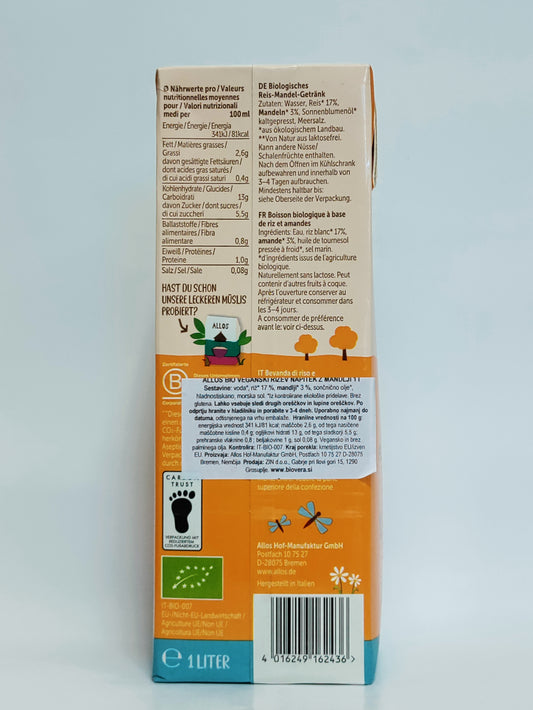 Ø Nährwerte pro / Valeurs
nutritionnelles moyennes
pour / Valori nutrizionali
medi per 100 ml
Energie / Énergie / Energia
341kJ / 81kcal
Fett / Matières grasses /
Grassi 2,6g
davon gesättigte Fettsäuren /
dont acides gras saturés /
di cui acidi grassi saturi 0,4g
Kohlenhydrate / Glucides /
Carboidrati 13g
davon Zucker / dont sucres /
di cui zuccheri 5,5g
Ballaststoffe / Fibres
alimentaires / Fibra
alimentare 0,8g
Eiweiß / Protéines /
Proteine 1,0g
Salz / Sel / Sale 0,08g
HAST DU SCHON
UNSERE LECKEREN MÜSLIS
PROBIERT?
ALLOS
DE Biologisches
Reis-Mandel-Getränk
Zutaten: Wasser, Reis* 17%,
Mandeln* 3%, Sonnenblumenöl*
kaltgepresst, Meersalz.
*aus ökologischem Landbau.
**Von Natur aus laktosefrei.
Kann andere Nüsse/
Schalenfrüchte enthalten.
Nach dem Öffnen im Kühlschrank
aufbewahren und innerhalb von
3–4 Tagen aufbrauchen.
Mindestens haltbar bis:
siehe Oberseite der Verpackung.
FR Boisson biologique à base
de riz et amandes
Ingrédients: Eau, riz blanc* 17%,
amande* 3%, huile de tournesol
pressée à froid*, sel marin.
*d'ingrédients issus de l'agriculture
biologique.
Naturellement sans lactose. Peut
contenir d'autres fruits à coque.
Après l'ouverture conserver au
réfrigérateur et consommer dans
les 3-4 jours.
A consommer de préférence
avant le: voir ci-dessus.
IT Bevanda di riso e
Certifizierte
B
Corporation
ALLOS BIO VEGANSKI RIŽEV NAPITEK Z MANDLJI 1 l
Sestavine: voda*, riž* 17 %, mandlji* 3 %, sončnično olje*,
hladnostiskano, morska sol. *Iz kontrolirane ekološke pridelave. Brez
glutena. Lahko vsebuje sledi drugih oreščkov in lupine oreščkov. Po
odprtju hranite v hladilniku in porabite v 3-4 dneh. Uporabno najmanj do
datuma, odtisnjenega na vrhu embalaže. Hranilne vrednosti na 100 g:
energijska vrednost 341 kJ/81 kcal; maščobe 2,6 g, od tega nasičene
maščobne kisline 0,4 g; ogljikovi hidrati 13 g, od tega sladkorji 5,5 g;
prehranske vlaknine 0,8 ; beljakovine 1 g, sol 0,08 g. Vegansko in brez
palminega olja. Kontrola: IT-BIO-007 Kraj porekla: kmetijstvo EU/izven
EU. Proizvaja: Allos Hof-Manufaktur GmbH, Postfach 10 75 27 D-28075
Bremen, Nemčija Prodaja: ZIN d.o.o., Gabrje pri Ilovi gori 15, 1290
Grosuplje. www.biovera.si
superiore della confezione.
TRUST
VERPACKUNG MIT
REDUZIERTEM
CO2-FUSSABDRUCK
Allos Hof-Manufaktur GmbH
Postfach 10 75 27
D-28075 Bremen
www.allos.de
Hergestellt in Italien
IT-BIO-007
EU-/Nicht-EU-Landwirtschaft /
Agriculture UE/Non UE /
Agricoltura UE/Non UE
e 1 LITER
4 016249 162436 >